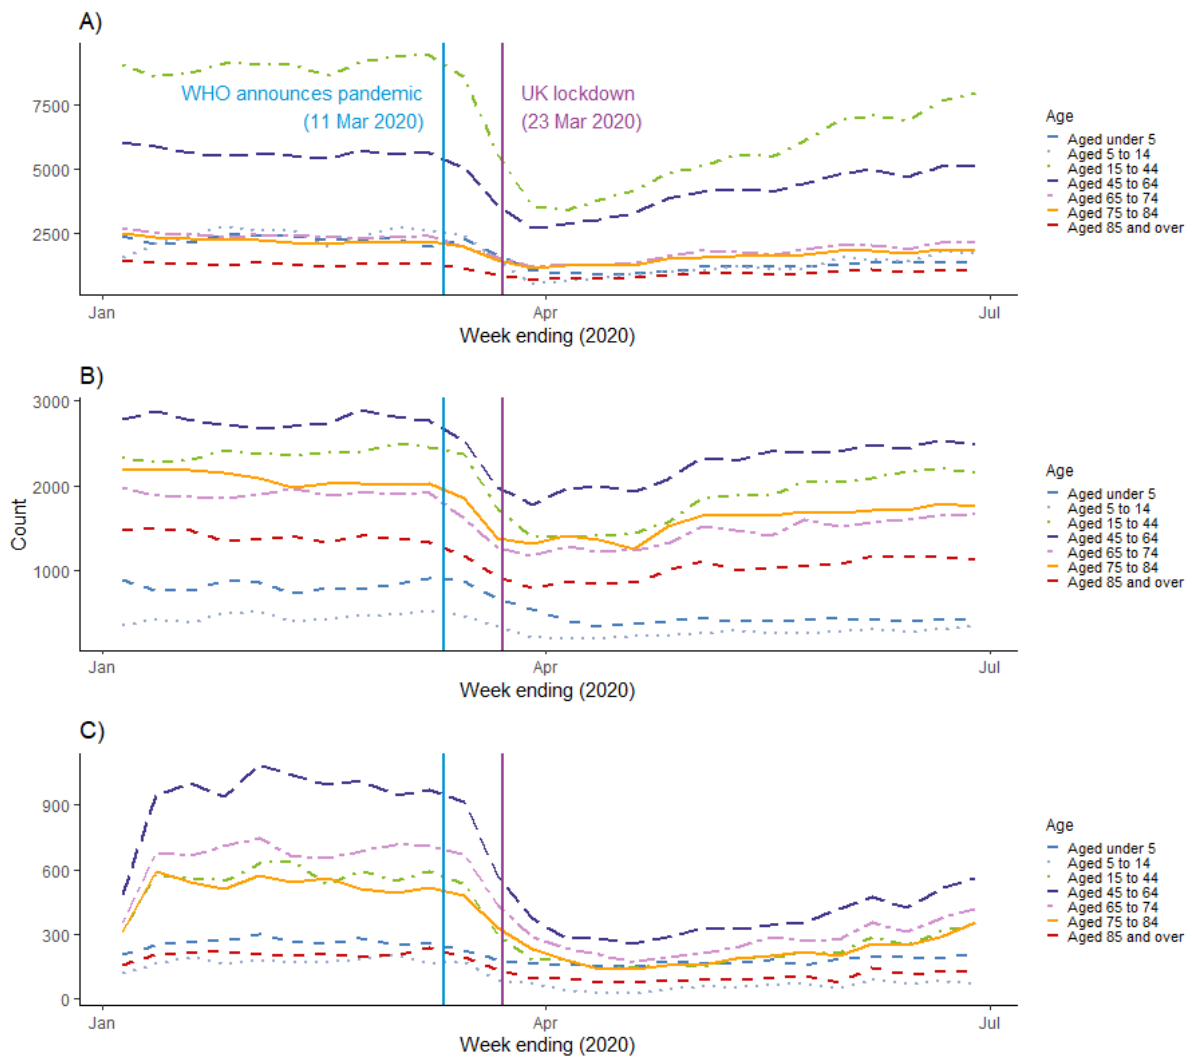 A)
WHO announces pandemic
(11 Mar 2020)
UK lockdown
(23 Mar 2020)
7500
5000
2500
Jan
Apr
Jul
Week ending (2020)
Age
Aged under 5
Aged 5 to 14
Aged 15 to 44
Aged 45 to 64
Aged 65 to 74
Aged 75 to 84
Aged 85 and over
B)
Count
3000
2000
1000
Jan
Apr
Jul
Week ending (2020)
Age
Aged under 5
Aged 5 to 14
Aged 15 to 44
Aged 45 to 64
Aged 65 to 74
Aged 75 to 84
Aged 85 and over
C)
900
600
300
0
Jan
Apr
Jul
Week ending (2020)
Age
Aged under 5
Aged 5 to 14
Aged 15 to 44
Aged 45 to 64
Aged 65 to 74
Aged 75 to 84
Aged 85 and over